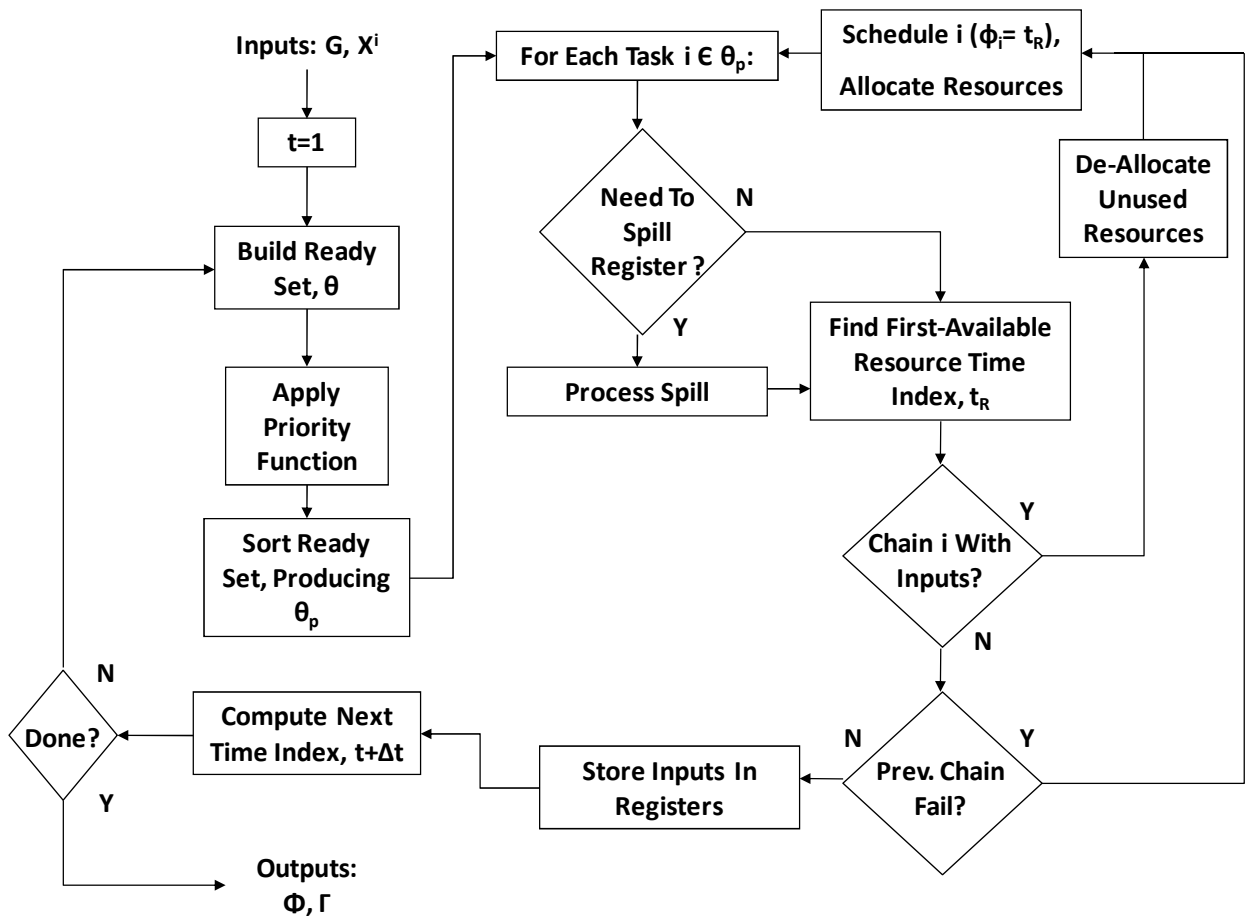 Inputs: G, Xⁱ
t=1
Build Ready
Set, θ
Apply
Priority
Function
Sort Ready
Set, Producing
θₚ
For Each Task i Є θₚ:
Schedule i (ϕᵢ= t_R),
Allocate Resources
Need To
Spill
Register ?
N
Y
De-Allocate
Unused
Resources
Process Spill
Find First-Available
Resource Time
Index, t_R
Chain i With
Inputs?
Y
N
Prev. Chain
Fail?
N
Y
Store Inputs In
Registers
Compute Next
Time Index, t+Δt
Done?
N
Y
Outputs:
Φ, Γ